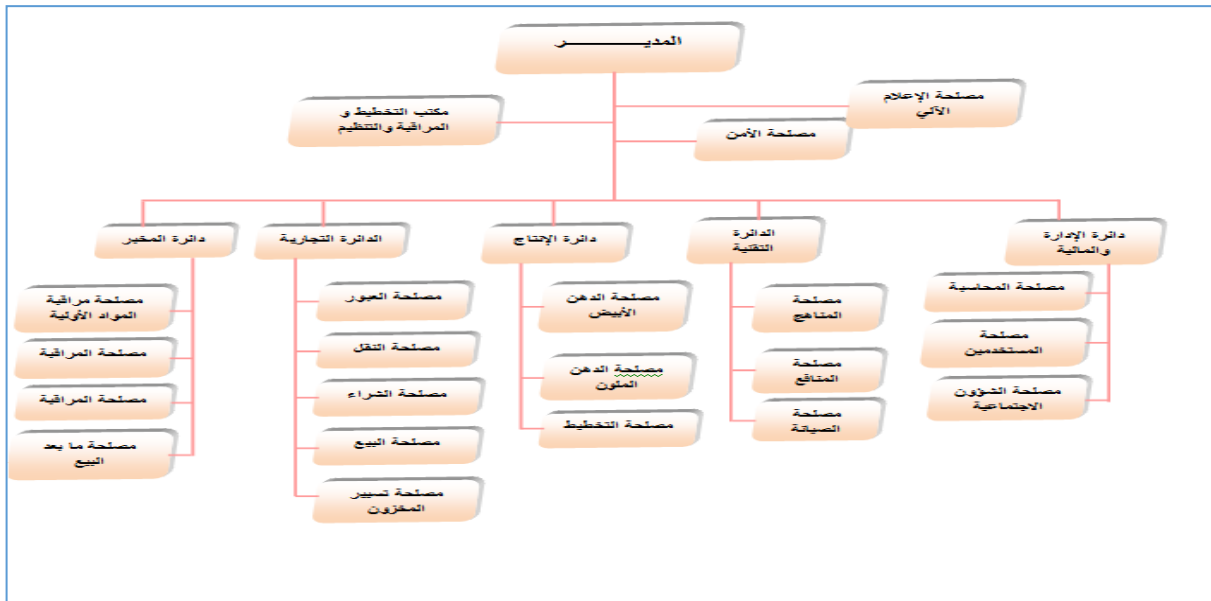 المديـــــــــــر
مصلحة الإعلام
الآلي
مكتب التخطيط و
المراقبة والتنظيم
مصلحة الأمن
دائرة الإدارة
والمالية
الدائرة
التقنية
دائرة الإنتاج
الدائرة التجارية
دائرة المخبر
مصلحة المحاسبة
مصلحة
المستخدمين
مصلحة الشؤون
الاجتماعية
مصلحة
المناهج
مصلحة
المنافع
مصلحة
الصيانة
مصلحة الدهن
الأبيض
مصلحة الدهن
الملون
مصلحة التخطيط
مصلحة العبور
مصلحة النقل
مصلحة الشراء
مصلحة البيع
مصلحة تسيير
المخزون
مصلحة مراقبة
المواد الأولية
مصلحة المراقبة
مصلحة المراقبة
مصلحة ما بعد
البيع